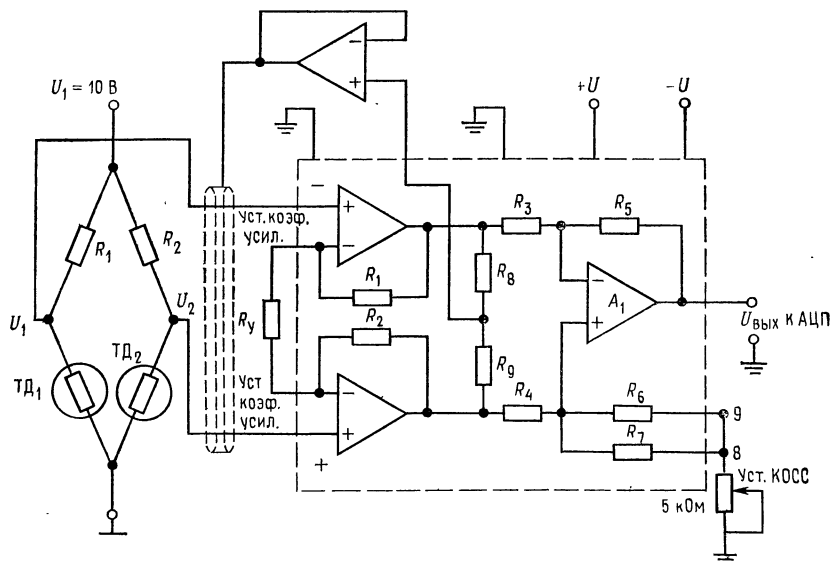 U₁ = 10 В
+U
−U
−
+
−
+
−
Уст. коэф.
усил.
R₃
R₅
R₁
R₂
R₁
R₈
−
+
A₁
U₁
U₂
Rу
R₂
Uвых к АЦП
ТД₁
ТД₂
Уст
коэф.
усил.
−
+
+
R₉
R₄
R₆
9
R₇
8
Уст. КОСС
5 кОм